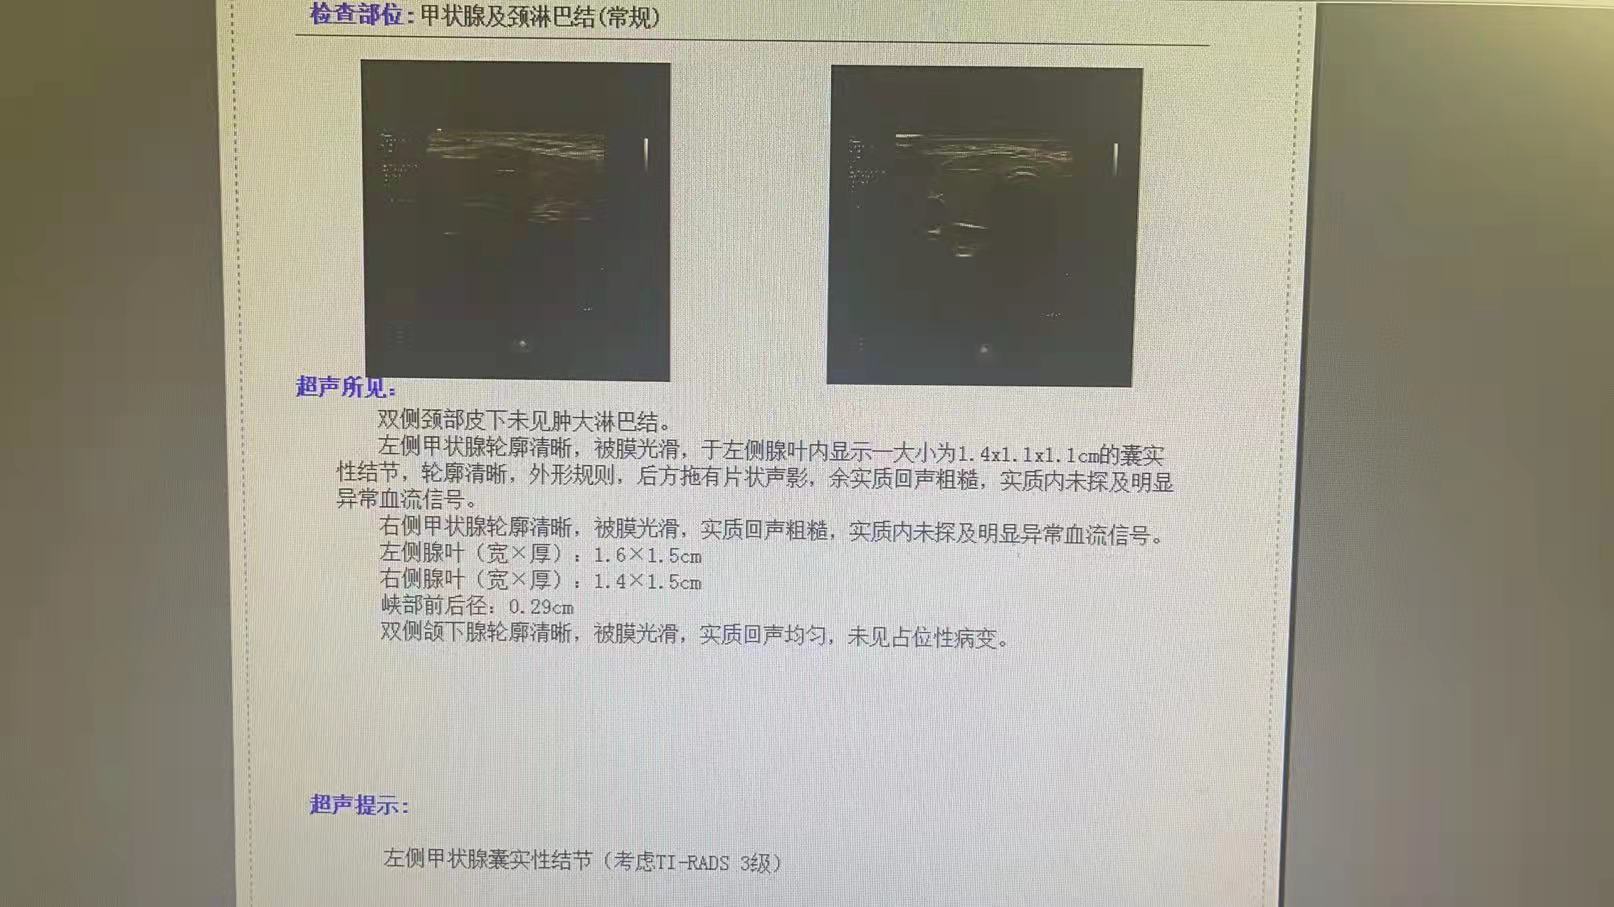 检查部位:甲状腺及颈淋巴结(常规)
超声所见:
双侧颈部皮下未见肿大淋巴结。
左侧甲状腺轮廓清晰，被膜光滑，于左侧腺叶内显示一大小为1.4x1.1x1.1cm的囊实
性结节，轮廓清晰，外形规则，后方拖有片状声影，余实质回声粗糙，实质内未探及明显
异常血流信号。
右侧甲状腺轮廓清晰，被膜光滑，实质回声粗糙，实质内未探及明显异常血流信号。
左侧腺叶（宽×厚）：1.6×1.5cm
右侧腺叶（宽×厚）：1.4×1.5cm
峡部前后径：0.29cm
双侧颌下腺轮廓清晰，被膜光滑，实质回声均匀，未见占位性病变。
超声提示:
左侧甲状腺囊实性结节（考虑TI-RADS 3级）